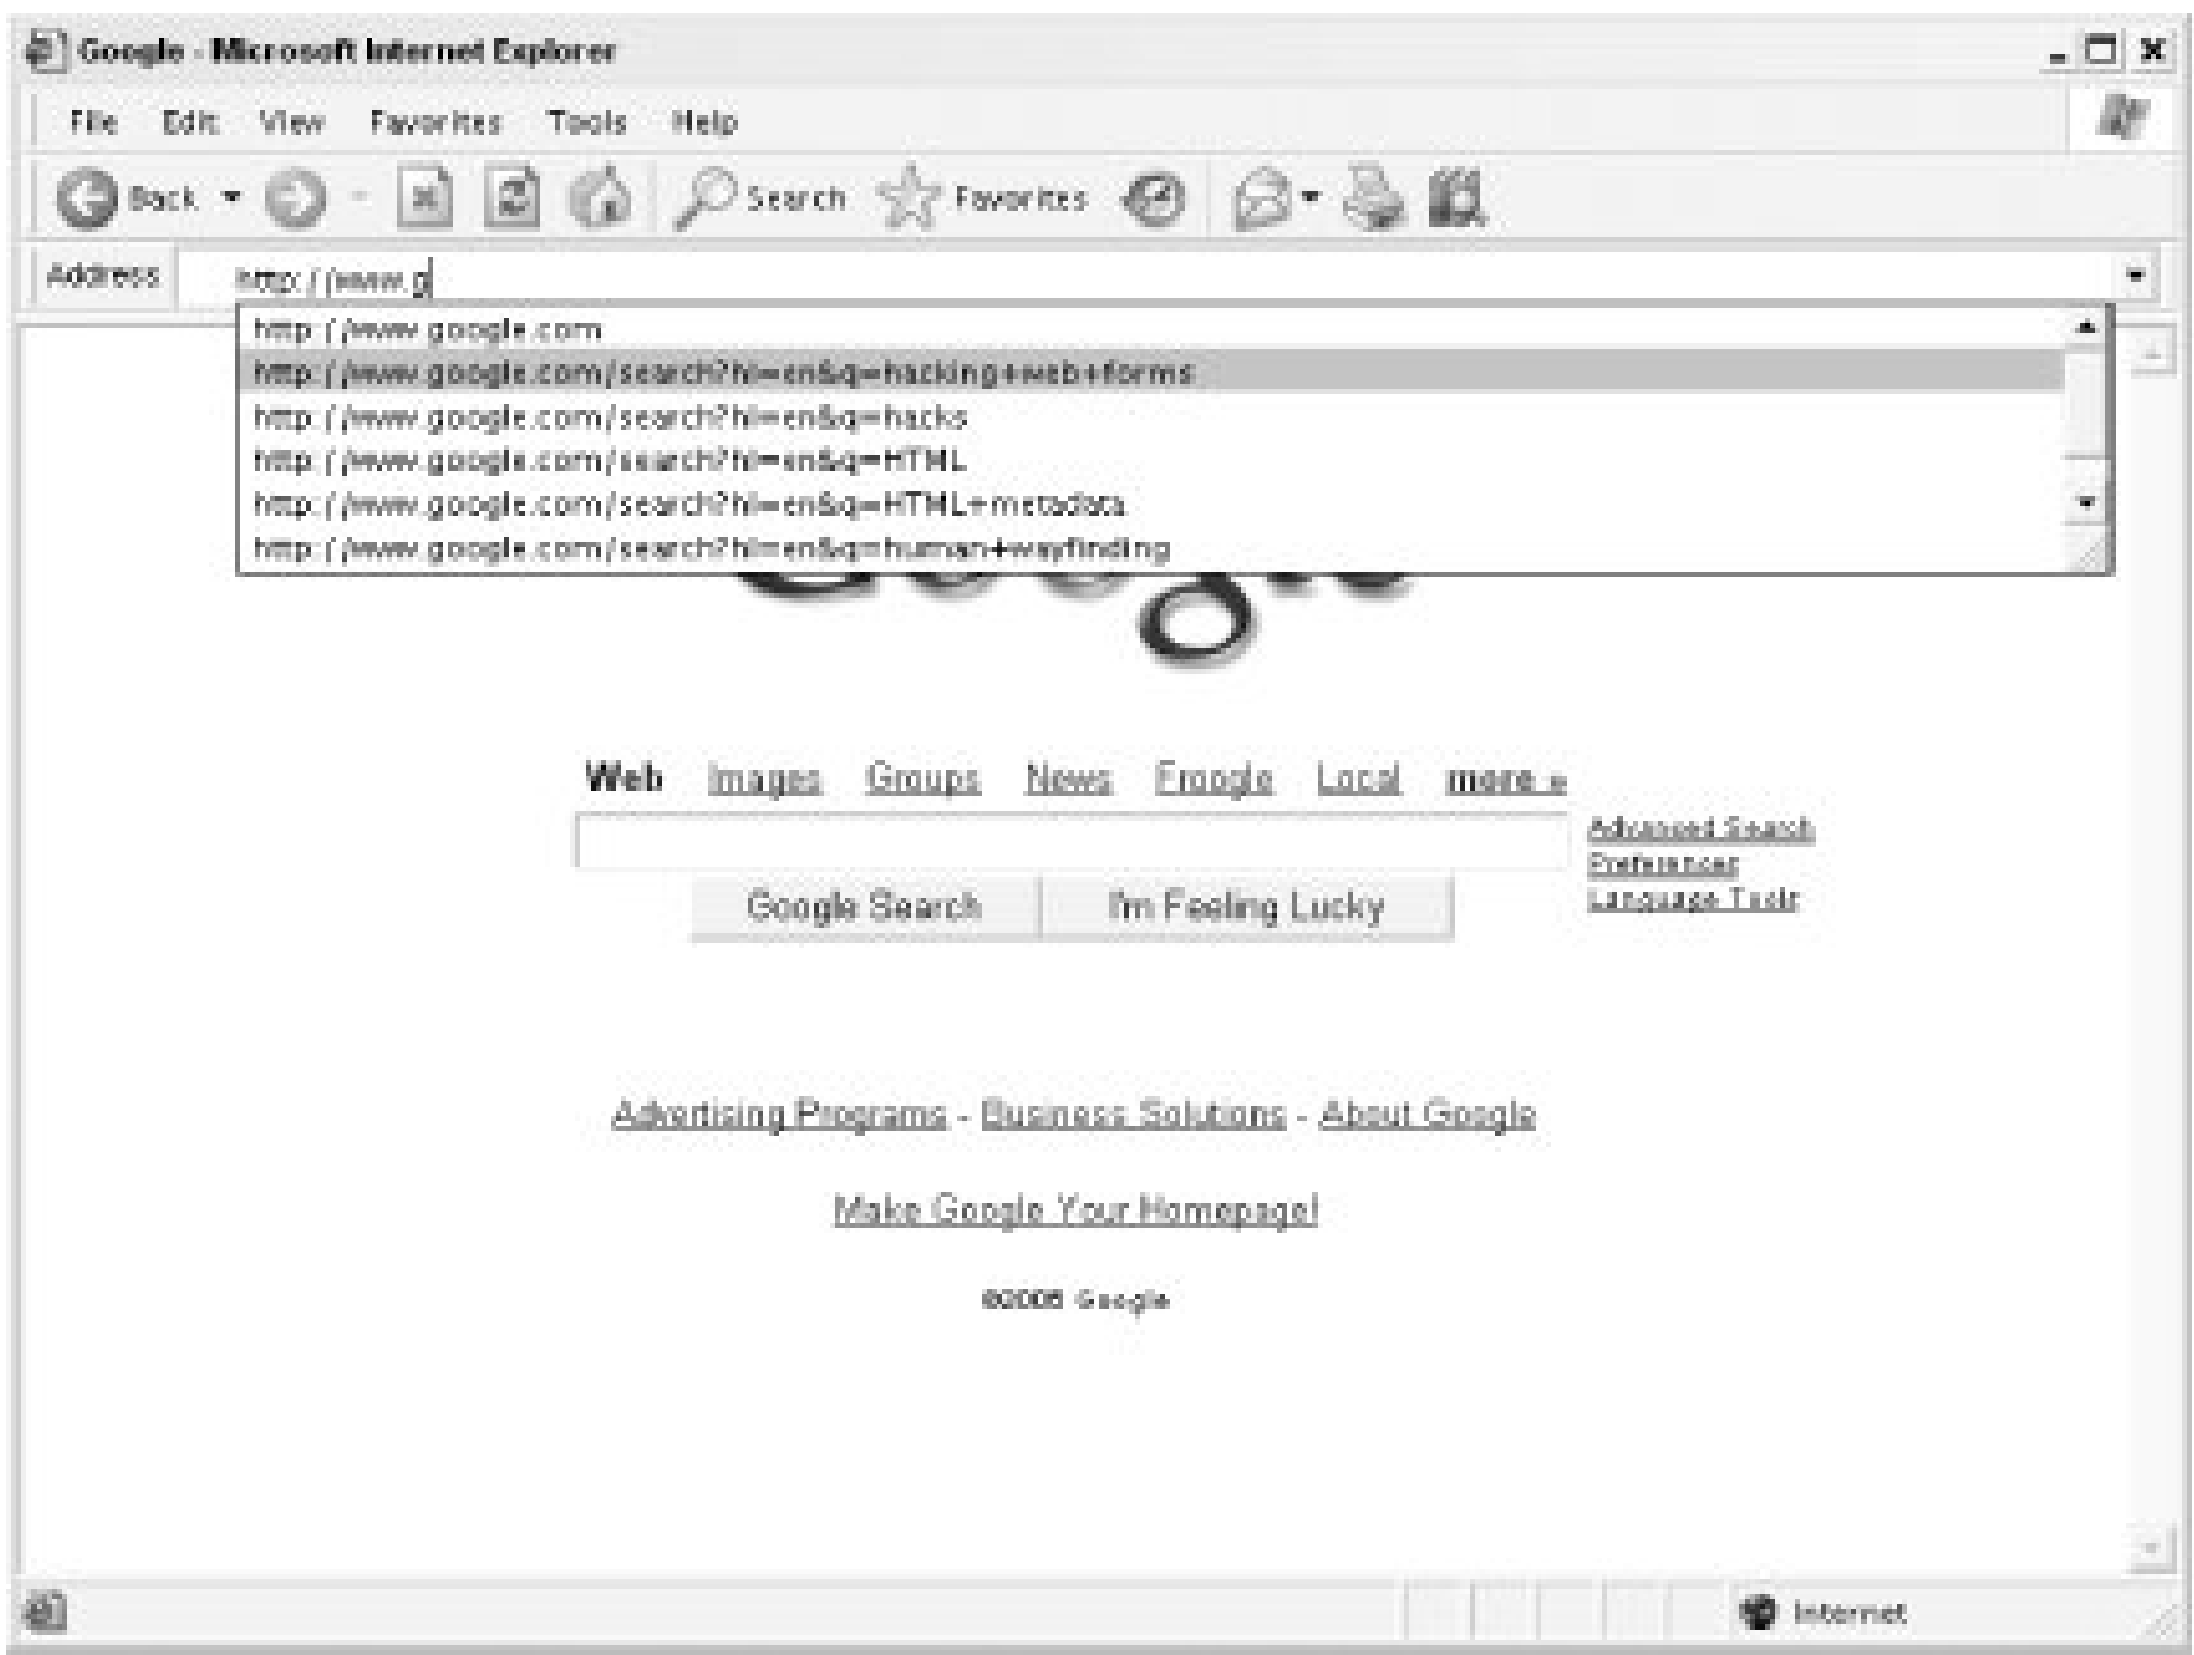 Google - Microsoft Internet Explorer
File Edit View Favorites Tools Help
Back Search Favorites
Address http://www.g
http://www.google.com
http://www.google.com/search?hl=en&q=hacking+web+forms
http://www.google.com/search?hl=en&q=hacks
http://www.google.com/search?hl=en&q=HTML
http://www.google.com/search?hl=en&q=HTML+metadata
http://www.google.com/search?hl=en&q=human+wayfinding
Web Images Groups News Froogle Local more »
Advanced Search
Preferences
Language Tools
Google Search I'm Feeling Lucky
Advertising Programs - Business Solutions - About Google
Make Google Your Homepage!
Google
Internet